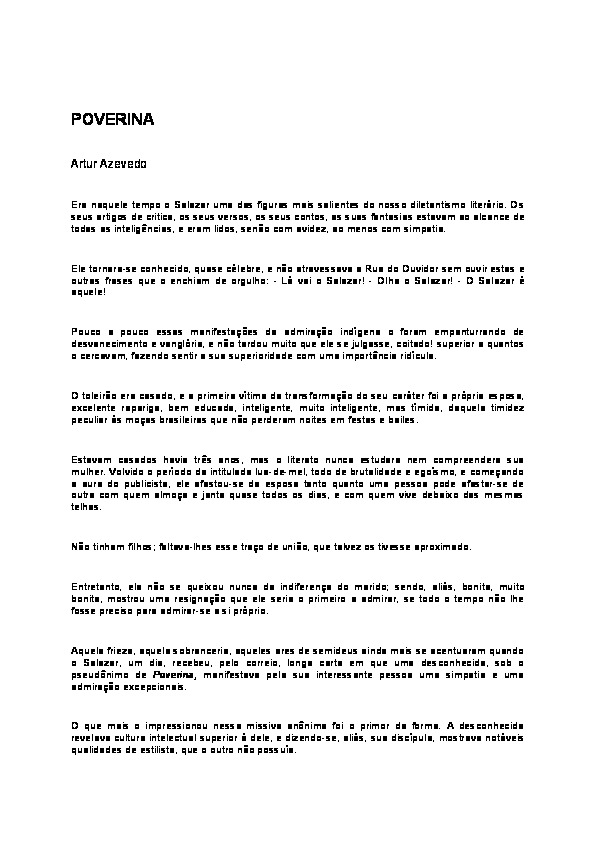 POVERINA
Artur Azevedo
Era naquele tempo o Salazar uma das figuras mais salientes do nosso diletantismo literário. Os
seus artigos de crítica, os seus versos, os seus contos, as suas fantasias estavam ao alcance de
todas as inteligências, e eram lidos, senão com avidez, ao menos com simpatia.
Ele tornara-se conhecido, quase célebre, e não atravessava a Rua do Ouvidor sem ouvir estas e
outras frases que o enchiam de orgulho: - Lá vai o Salazar! - Olha o Salazar! - O Salazar é
aquele!
Pouco a pouco essas manifestações da admiração indígena o foram empanturrando de
desvanecimento e vanglória, e não tardou muito que ele se julgasse, coitado! superior a quantos
o cercavam, fazendo sentir a sua superioridade com uma importância ridícula.
O toleirão era casado, e a primeira vítima da transformação do seu caráter foi a própria esposa,
excelente rapariga, bem educada, inteligente, muito inteligente, mas tímida, daquela timidez
peculiar às moças brasileiras que não perderam noites em festas e bailes.
Estavam casados havia três anos, mas o literato nunca estudara nem compreendera sua
mulher. Volvido o período da intitulada lua-de-mel, todo de brutalidade e egoísmo, e começando
a aura do publicista, ele afastou-se da esposa tanto quanto uma pessoa pode afastar-se de
outra com quem almoça e janta quase todos os dias, e com quem vive debaixo das mesmas
telhas.
Não tinham filhos; faltava-lhes esse traço de união, que talvez os tivesse aproximado.
Entretanto, ela não se queixou nunca da indiferença do marido; sendo, aliás, bonita, muito
bonita, mostrou uma resignação que ele seria o primeiro a admirar, se todo o tempo não lhe
fosse preciso para admirar-se a si próprio.
Aquela frieza, aquela sobranceria, aqueles ares de semideus ainda mais se acentuaram quando
o Salazar, um dia, recebeu, pelo correio, longa carta em que uma desconhecida, sob o
pseudônimo de Poverina, manifestava pela sua interessante pessoa uma simpatia e uma
admiração excepcionais.
O que mais o impressionou nessa missiva anônima foi o primor da forma. A desconhecida
revelava cultura intelectual superior à dele, e dizendo-se, aliás, sua discípula, mostrava notáveis
qualidades de estilista, que o outro não possuía.